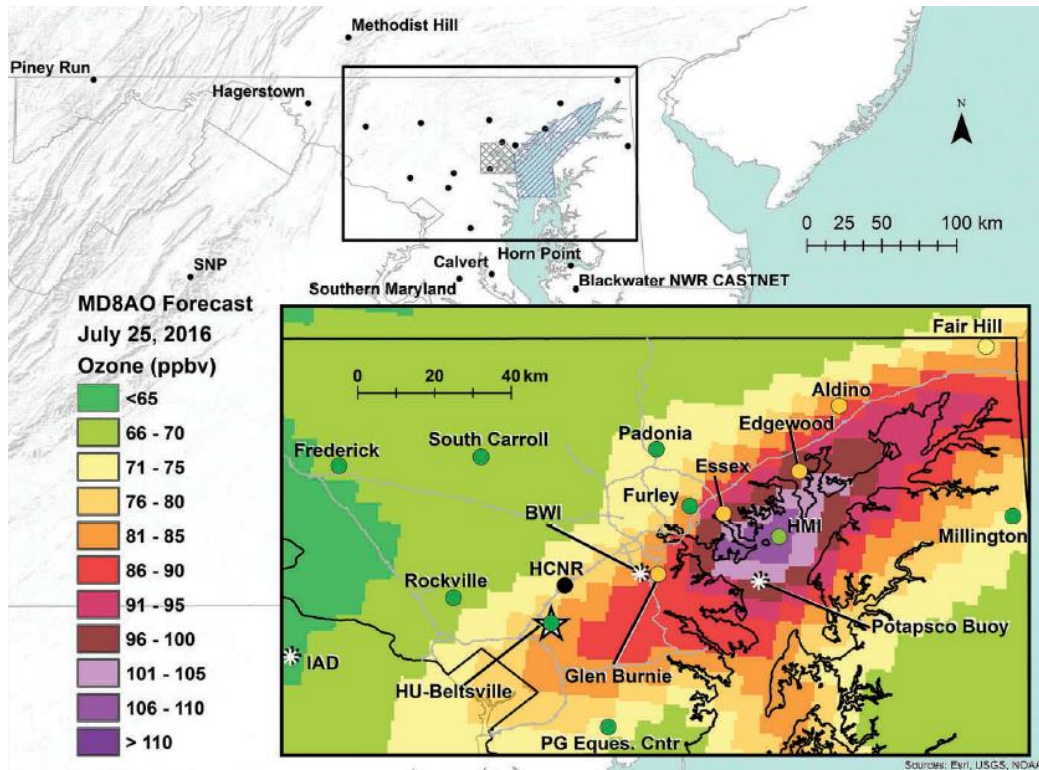 Methodist Hill
Piney Run
Hagerstown
N
0 25 50 100 km
SNP
Calvert
Horn Point
Southern Maryland
Blackwater NWR CASTNET
MD8AO Forecast
July 25, 2016
Ozone (ppbv)
<65
66 - 70
71 - 75
76 - 80
81 - 85
86 - 90
91 - 95
96 - 100
101 - 105
106 - 110
> 110
Fair Hill
0 20 40 km
Aldino
Edgewood
Padonia
South Carroll
Frederick
Essex
Furley
BWI
HMI
Millington
HCNR
Rockville
Potapsco Buoy
IAD
Glen Burnie
HU-Beltsville
PG Eques. Cntr
Sources: Esri, USGS, NOAA